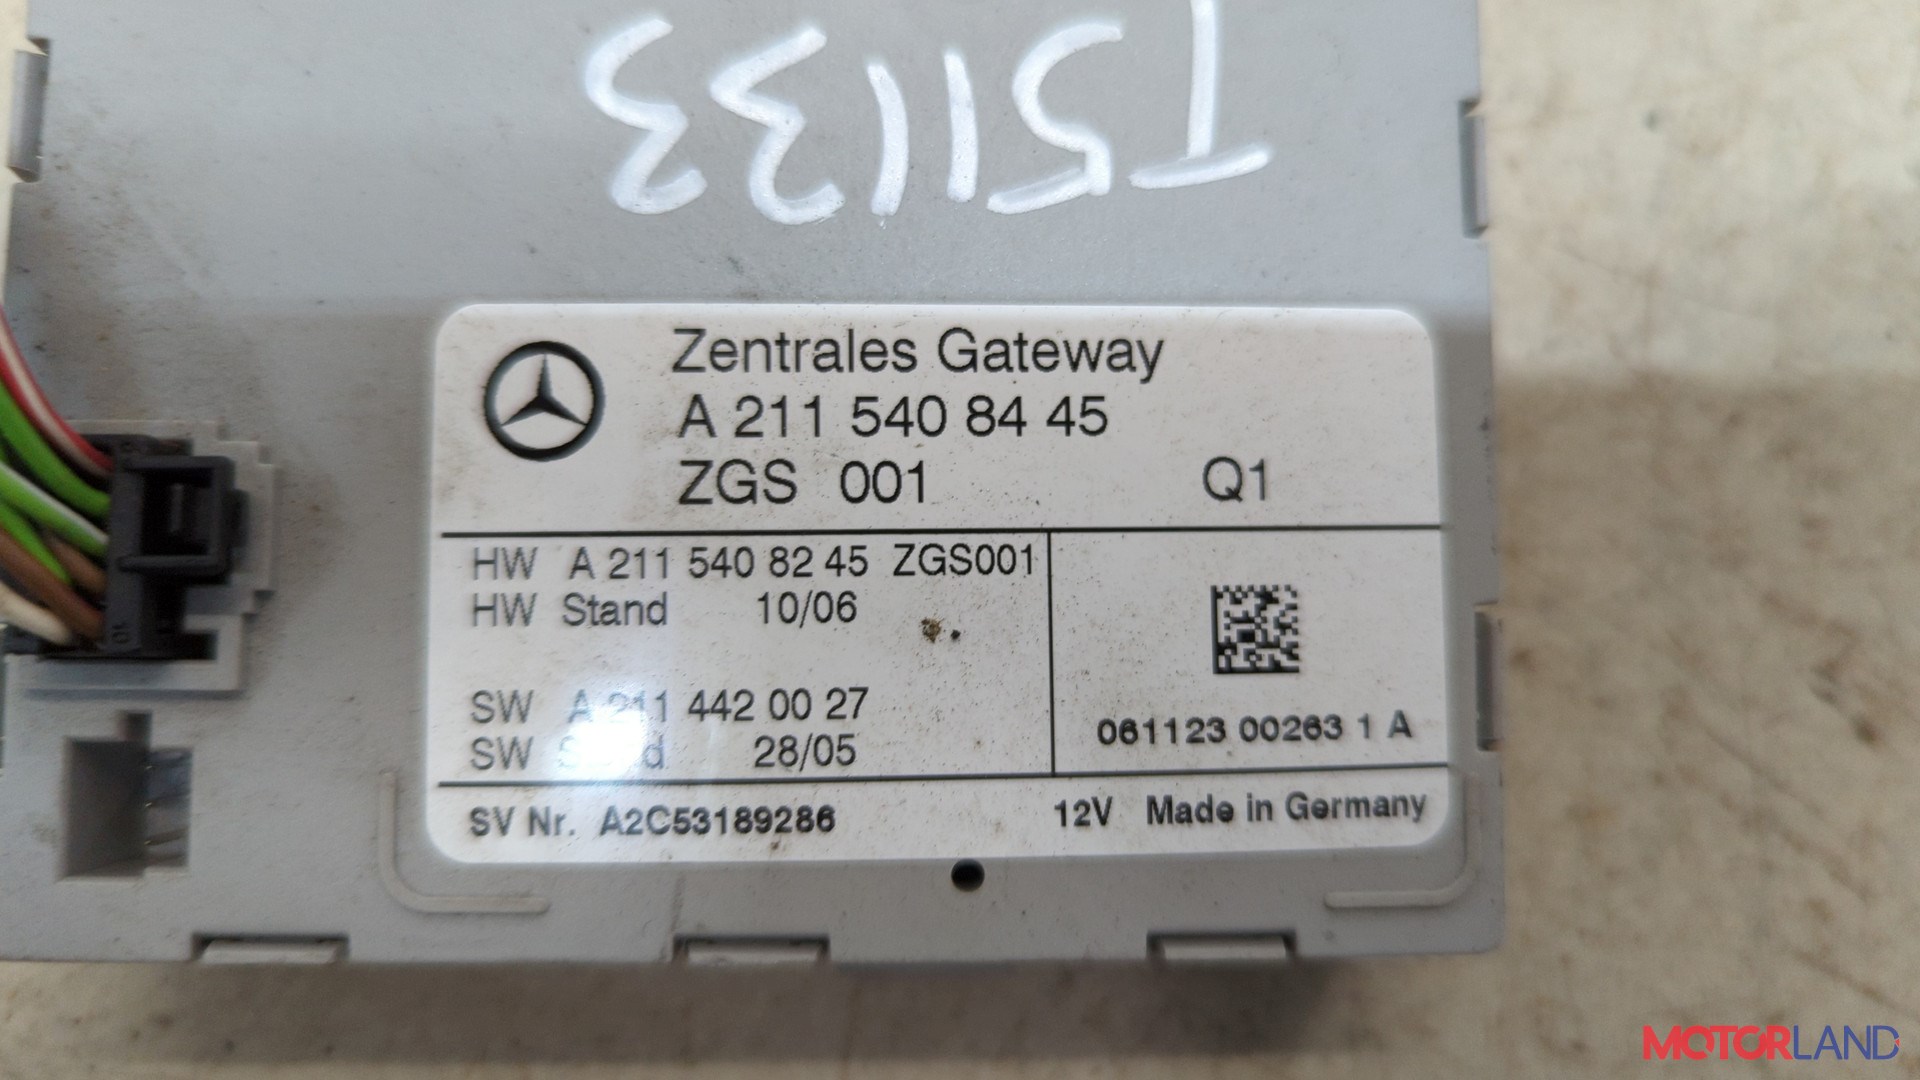 T51133
Zentrales Gateway
A 211 540 84 45
ZGS 001 Q1
HW A 211 540 82 45 ZGS001
HW Stand 10/06
SW A 211 442 00 27
SW Stand 28/05
061123 00263 1 A
SV Nr. A2C53189286 12V Made in Germany
MOTORLAND